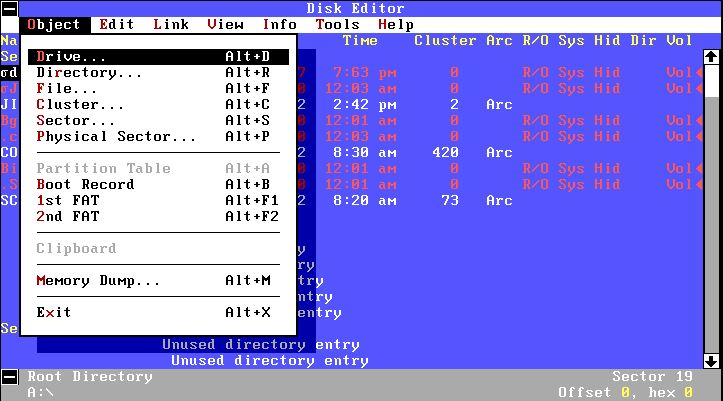 Disk Editor
Object Edit Link View Info Tools Help
Na Time Cluster Arc R/O Sys Hid Dir Vol
Se
Drive... Alt+D
σd 7 7:63 pm 0 R/O Sys Hid Vol
Directory... Alt+R
σJ 0 12:03 am 0 R/O Sys Hid Vol
File... Alt+F
JI 2 2:42 pm 2 Arc
Cluster... Alt+C
Bg 0 12:01 am 0 R/O Sys Hid Vol
Sector... Alt+S
.c 0 12:03 am 0 R/O Sys Hid Vol
Physical Sector... Alt+P
CO 2 8:30 am 420 Arc
Bi 0 12:01 am 0 R/O Sys Hid Vol
Partition Table Alt+A
.S 0 12:01 am 0 R/O Sys Hid Vol
Boot Record Alt+B
SC 2 8:20 am 73 Arc
1st FAT Alt+F1
2nd FAT Alt+F2
Clipboard
y
ry
Memory Dump... Alt+M
try
ntry
Exit Alt+X
entry
Se
Unused directory entry
Unused directory entry
Root Directory Sector 19
A:\ Offset 0, hex 0